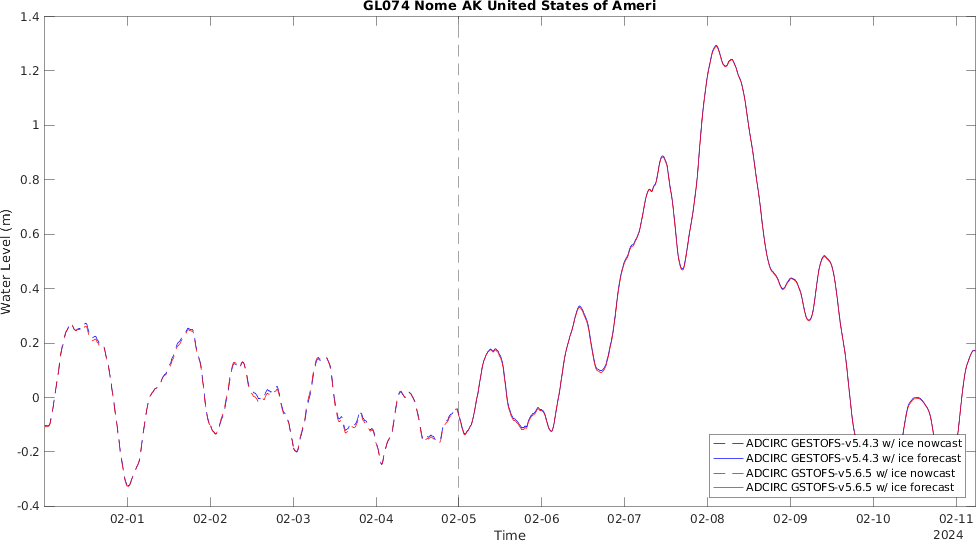 GL074 Nome AK United States of Ameri
1.4
1.2
1
0.8
0.6
0.4
0.2
0
-0.2
-0.4
Water Level (m)
02-01 02-02 02-03 02-04 02-05 02-06 02-07 02-08 02-09 02-10 02-11
Time
2024
ADCIRC GESTOFS-v5.4.3 w/ ice nowcast
ADCIRC GESTOFS-v5.4.3 w/ ice forecast
ADCIRC GSTOFS-v5.6.5 w/ ice nowcast
ADCIRC GSTOFS-v5.6.5 w/ ice forecast